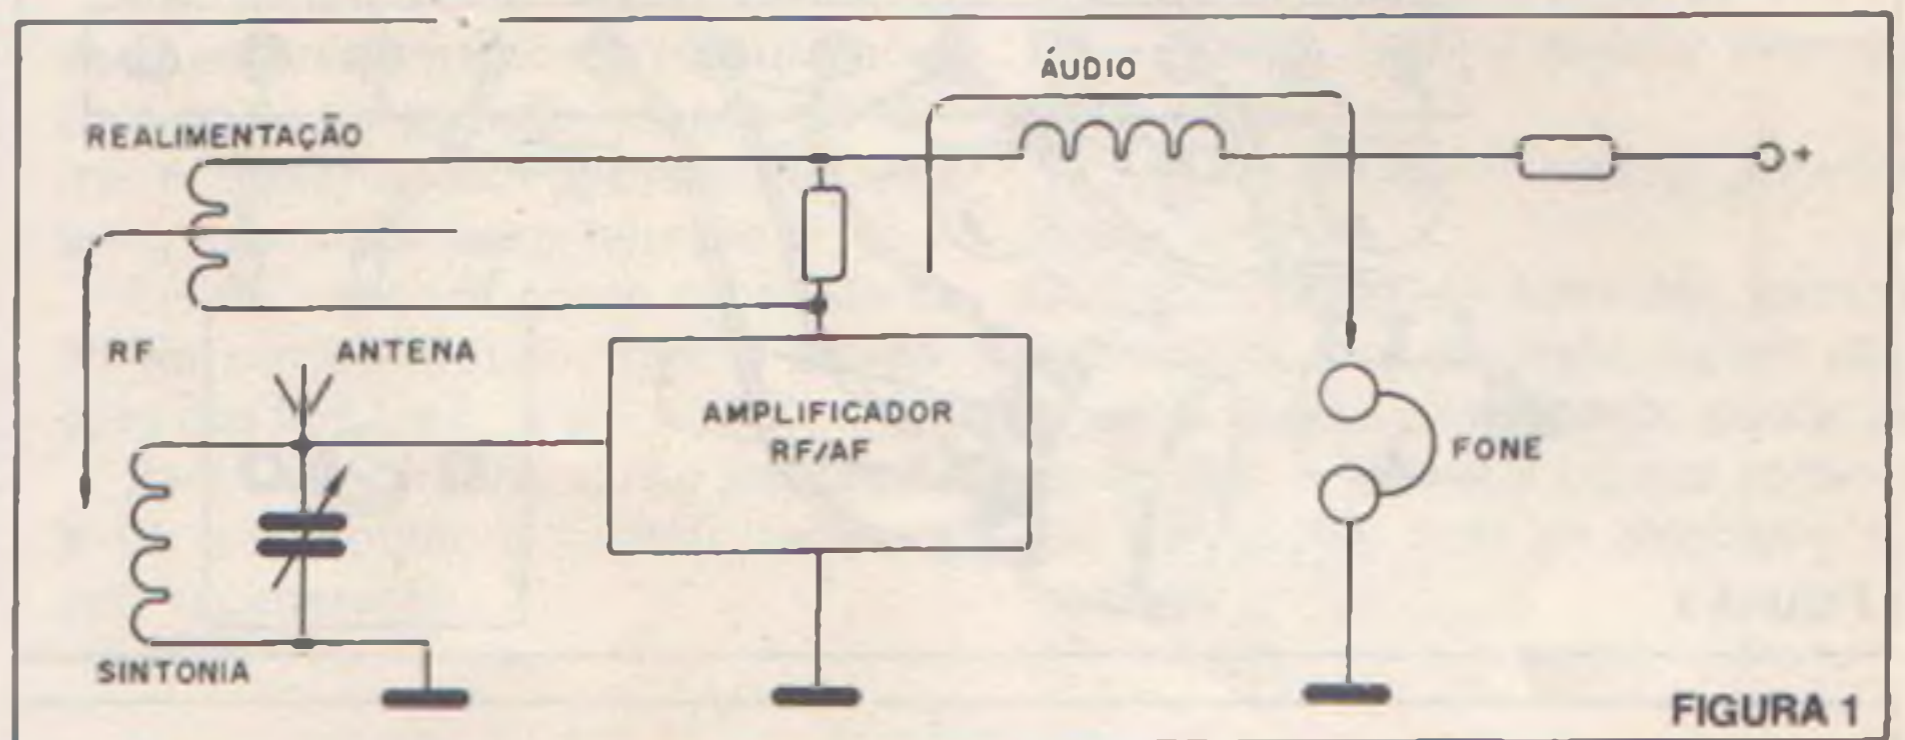 ÁUDIO
REALIMENTAÇÃO
+
RF
ANTENA
AMPLIFICADOR
RF/AF
FONE
SINTONIA
FIGURA 1